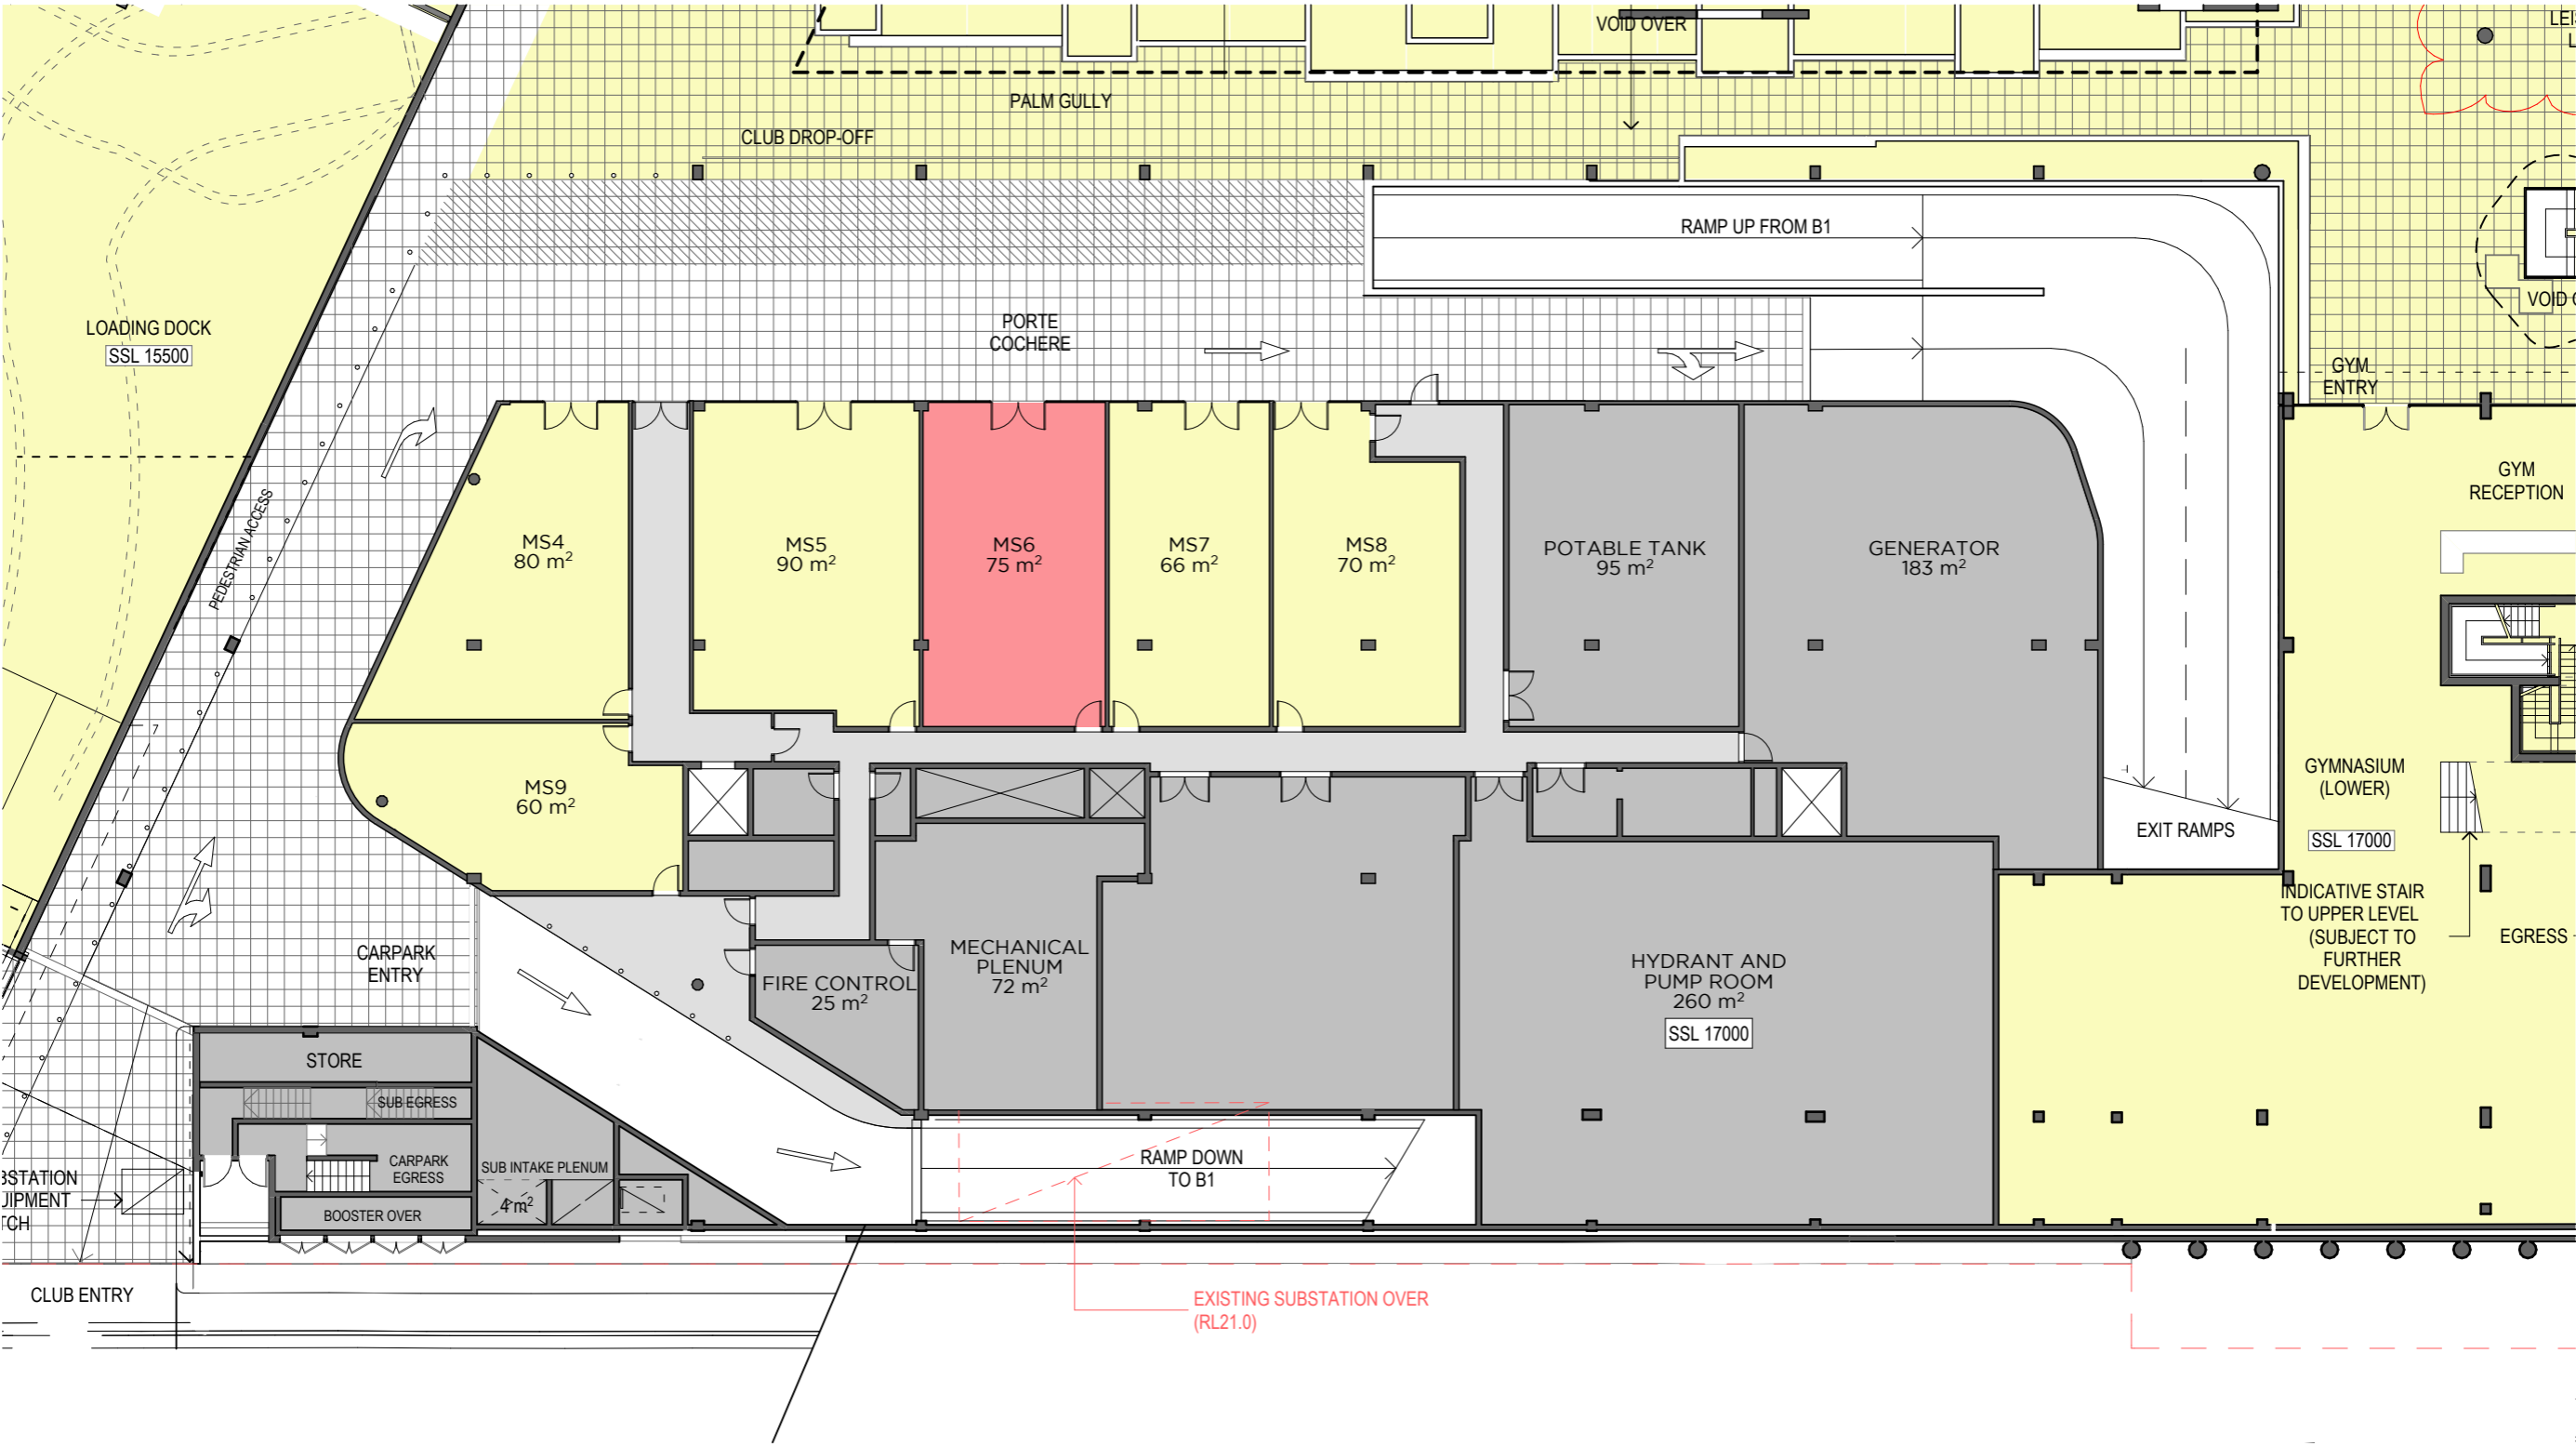 VOID OVER
PALM GULLY
CLUB DROP-OFF
RAMP UP FROM B1
LOADING DOCK
SSL 15500
PORTE
COCHERE
GYM
ENTRY
GYM
RECEPTION
PEDESTRIAN ACCESS
MS4
80 m²
MS5
90 m²
MS6
75 m²
MS7
66 m²
MS8
70 m²
POTABLE TANK
95 m²
GENERATOR
183 m²
MS9
60 m²
GYMNASIUM
(LOWER)
SSL 17000
EXIT RAMPS
INDICATIVE STAIR
TO UPPER LEVEL
(SUBJECT TO
FURTHER
DEVELOPMENT)
EGRESS
CARPARK
ENTRY
FIRE CONTROL
25 m²
MECHANICAL
PLENUM
72 m²
HYDRANT AND
PUMP ROOM
260 m²
SSL 17000
STORE
SUB EGRESS
CARPARK
EGRESS
SUB INTAKE PLENUM
4 m²
BOOSTER OVER
RAMP DOWN
TO B1
CLUB ENTRY
EXISTING SUBSTATION OVER
(RL21.0)